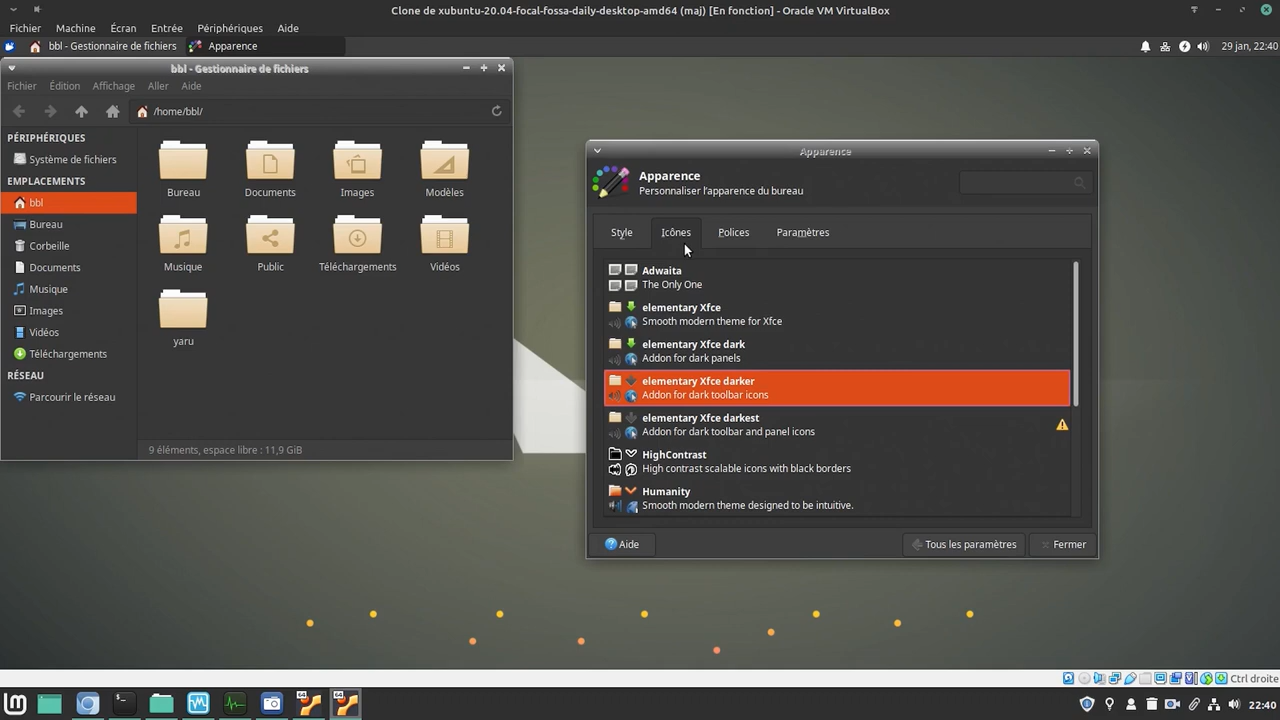 Clone de xubuntu-20.04-focal-fossa-daily-desktop-amd64 (maj) [En fonction] - Oracle VM VirtualBox
Fichier Machine Écran Entrée Périphériques Aide
bbl - Gestionnaire de fichiers Apparence 29 jan, 22:40
bbl - Gestionnaire de fichiers
Fichier Édition Affichage Aller Aide
/home/bbl/
PÉRIPHÉRIQUES
Système de fichiers
EMPLACEMENTS
bbl
Bureau
Corbeille
Documents
Musique
Images
Vidéos
Téléchargements
RÉSEAU
Parcourir le réseau
Bureau Documents Images Modèles
Musique Public Téléchargements Vidéos
yaru
9 éléments, espace libre : 11,9 GiB
Apparence
Apparence
Personnaliser l'apparence du bureau
Style Icônes Polices Paramètres
Adwaita
The Only One
elementary Xfce
Smooth modern theme for Xfce
elementary Xfce dark
Addon for dark panels
elementary Xfce darker
Addon for dark toolbar icons
elementary Xfce darkest
Addon for dark toolbar and panel icons
HighContrast
High contrast scalable icons with black borders
Humanity
Smooth modern theme designed to be intuitive.
Aide Tous les paramètres Fermer
Ctrl droite
64 64
22:40